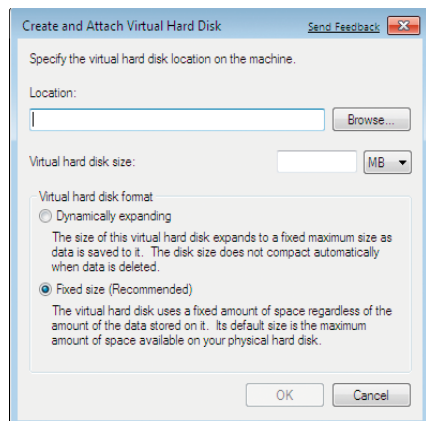 Create and Attach Virtual Hard Disk Send Feedback
Specify the virtual hard disk location on the machine.
Location:
Browse...
Virtual hard disk size: MB
Virtual hard disk format
Dynamically expanding
The size of this virtual hard disk expands to a fixed maximum size as
data is saved to it. The disk size does not compact automatically
when data is deleted.
Fixed size (Recommended)
The virtual hard disk uses a fixed amount of space regardless of the
amount of the data stored on it. Its default size is the maximum
amount of space available on your physical hard disk.
OK Cancel